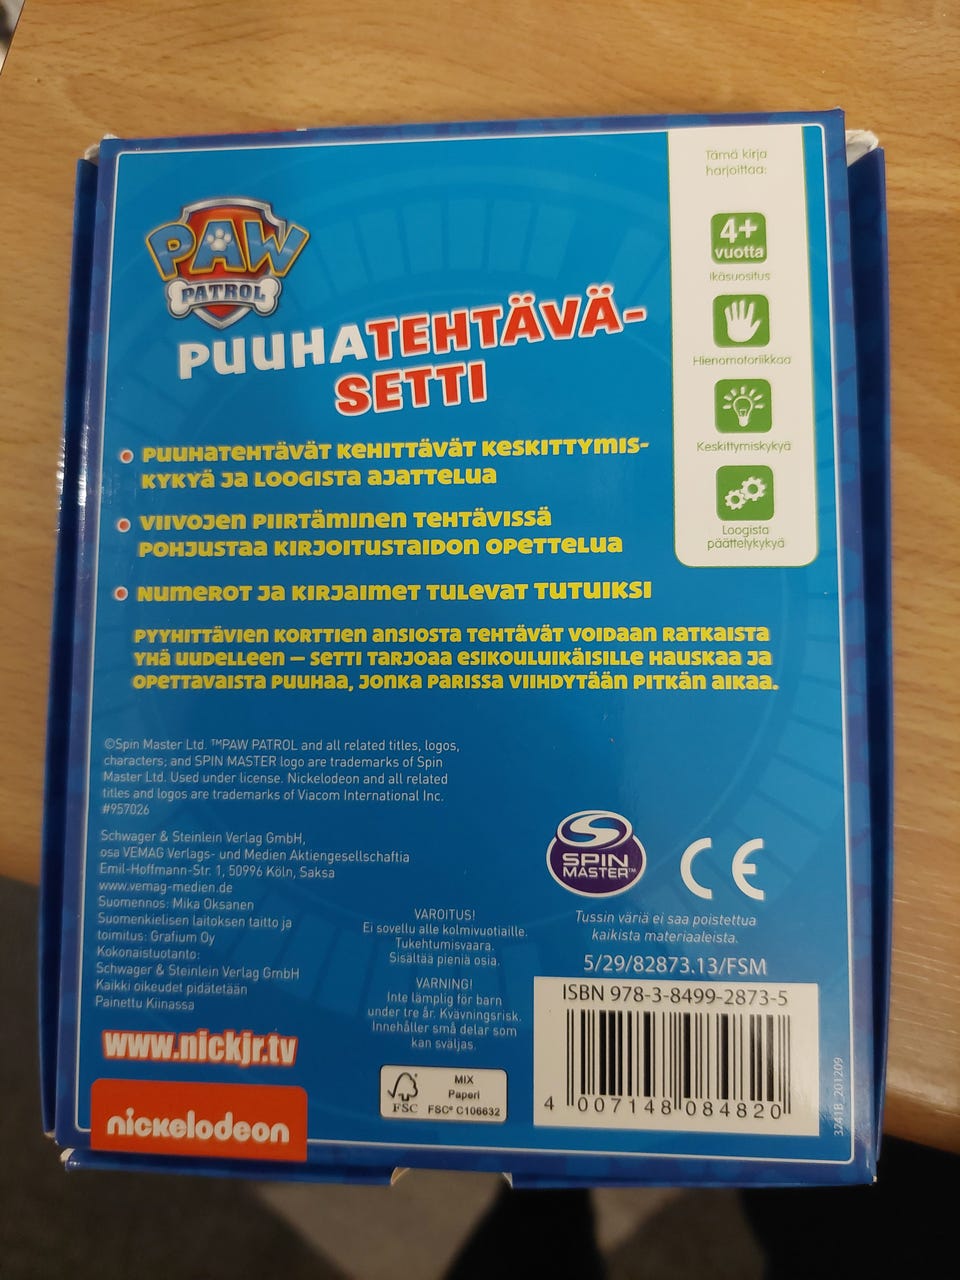 PAW
PATROL
PUUHATEHTÄVÄ-
SETTI
PUUHATEHTÄVÄT KEHITTÄVÄT KESKITTYMIS-
KYKYÄ JA LOOGISTA AJATTELUA
VIIVOJEN PIIRTÄMINEN TEHTÄVISSÄ
POHJUSTAA KIRJOITUSTAIDON OPETTELUA
NUMEROT JA KIRJAIMET TULEVAT TUTUIKSI
PYYHITTÄVIEN KORTTIEN ANSIOSTA TEHTÄVÄT VOIDAAN RATKAISTA
YHÄ UUDELLEEN – SETTI TARJOAA ESIKOULUIKÄISILLE HAUSKAA JA
OPETTAVAISTA PUUHAA, JONKA PARISSA VIIHDYTÄÄN PITKÄN AIKAA.
Tämä kirja
harjoittaa:
4+
vuotta
Ikäsuositus
Hienomotoriikkaa
Keskittymiskykyä
Loogista
päättelykykyä
©Spin Master Ltd. ™PAW PATROL and all related titles, logos,
characters; and SPIN MASTER logo are trademarks of Spin
Master Ltd. Used under license. Nickelodeon and all related
titles and logos are trademarks of Viacom International Inc.
#957026
Schwager & Steinlein Verlag GmbH,
osa VEMAG Verlags- und Medien Aktiengesellschaftia
Emil-Hoffmann-Str. 1, 50996 Köln, Saksa
www.vemag-medien.de
Suomennos: Mika Oksanen
Suomenkielisen laitoksen taitto ja
toimitus: Grafium Oy
Kokonaistuotanto:
Schwager & Steinlein Verlag GmbH
Kaikki oikeudet pidätetään
Painettu Kiinassa
www.nickjr.tv
nickelodeon
VAROITUS!
Ei sovellu alle kolmivuotiaille.
Tukehtumisvaara.
Sisältää pieniä osia.
VARNING!
Inte lämplig för barn
under tre år. Kvävningsrisk.
Innehåller små delar som
kan sväljas.
FSC
MIX
Paperi
FSC® C106632
SPIN
MASTER™
CE
Tussin väriä ei saa poistettua
kaikista materiaaleista.
5/29/82873.13/FSM
ISBN 978-3-8499-2873-5
4 007148 084820
3241B_201209